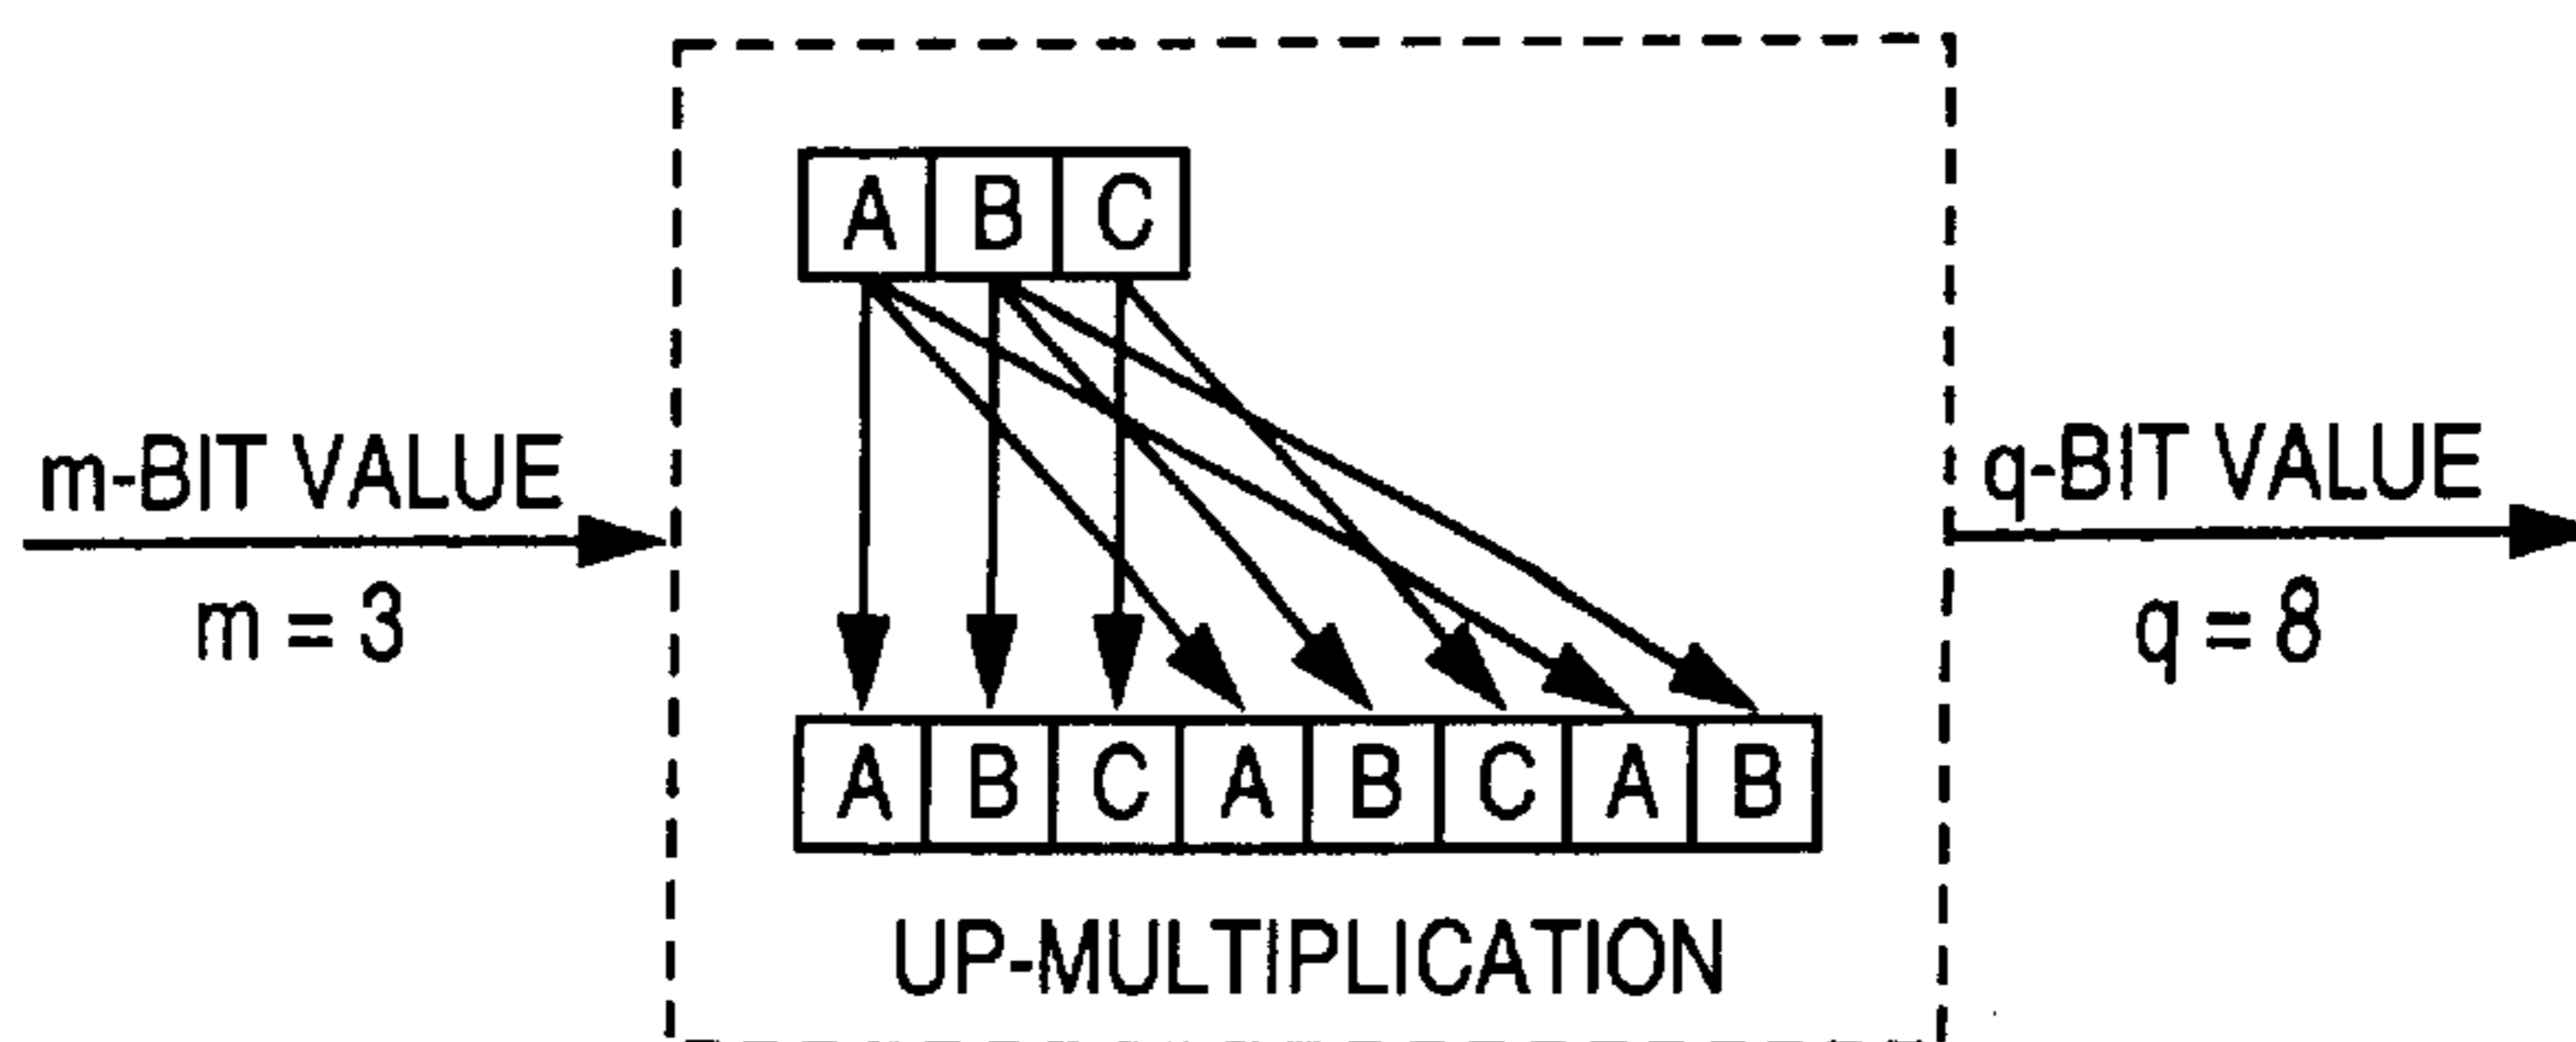 A B C
m-BIT VALUE
m = 3
q-BIT VALUE
q = 8
A B C A B C A B
UP-MULTIPLICATION